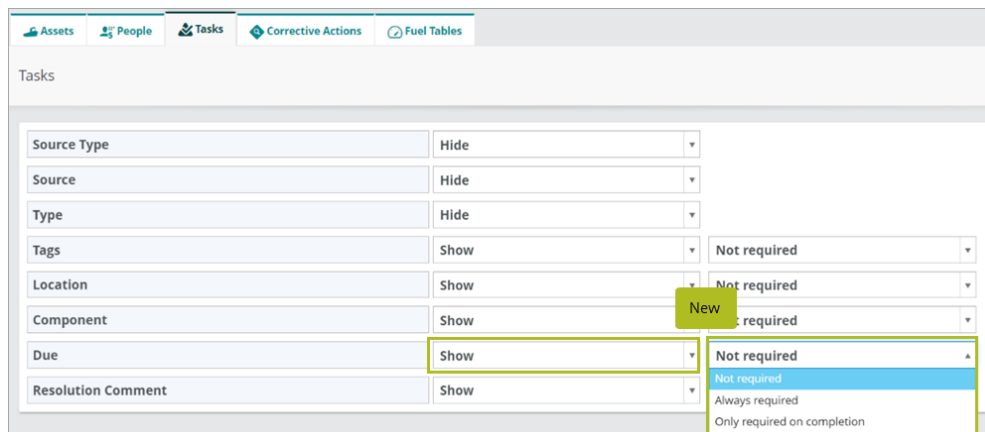 Assets People Tasks Corrective Actions Fuel Tables
Tasks
Source Type Hide
Source Hide
Type Hide
Tags Show Not required
Location Show Not required
New
Component Show required
Due Show Not required
Not required
Resolution Comment Show
Always required
Only required on completion